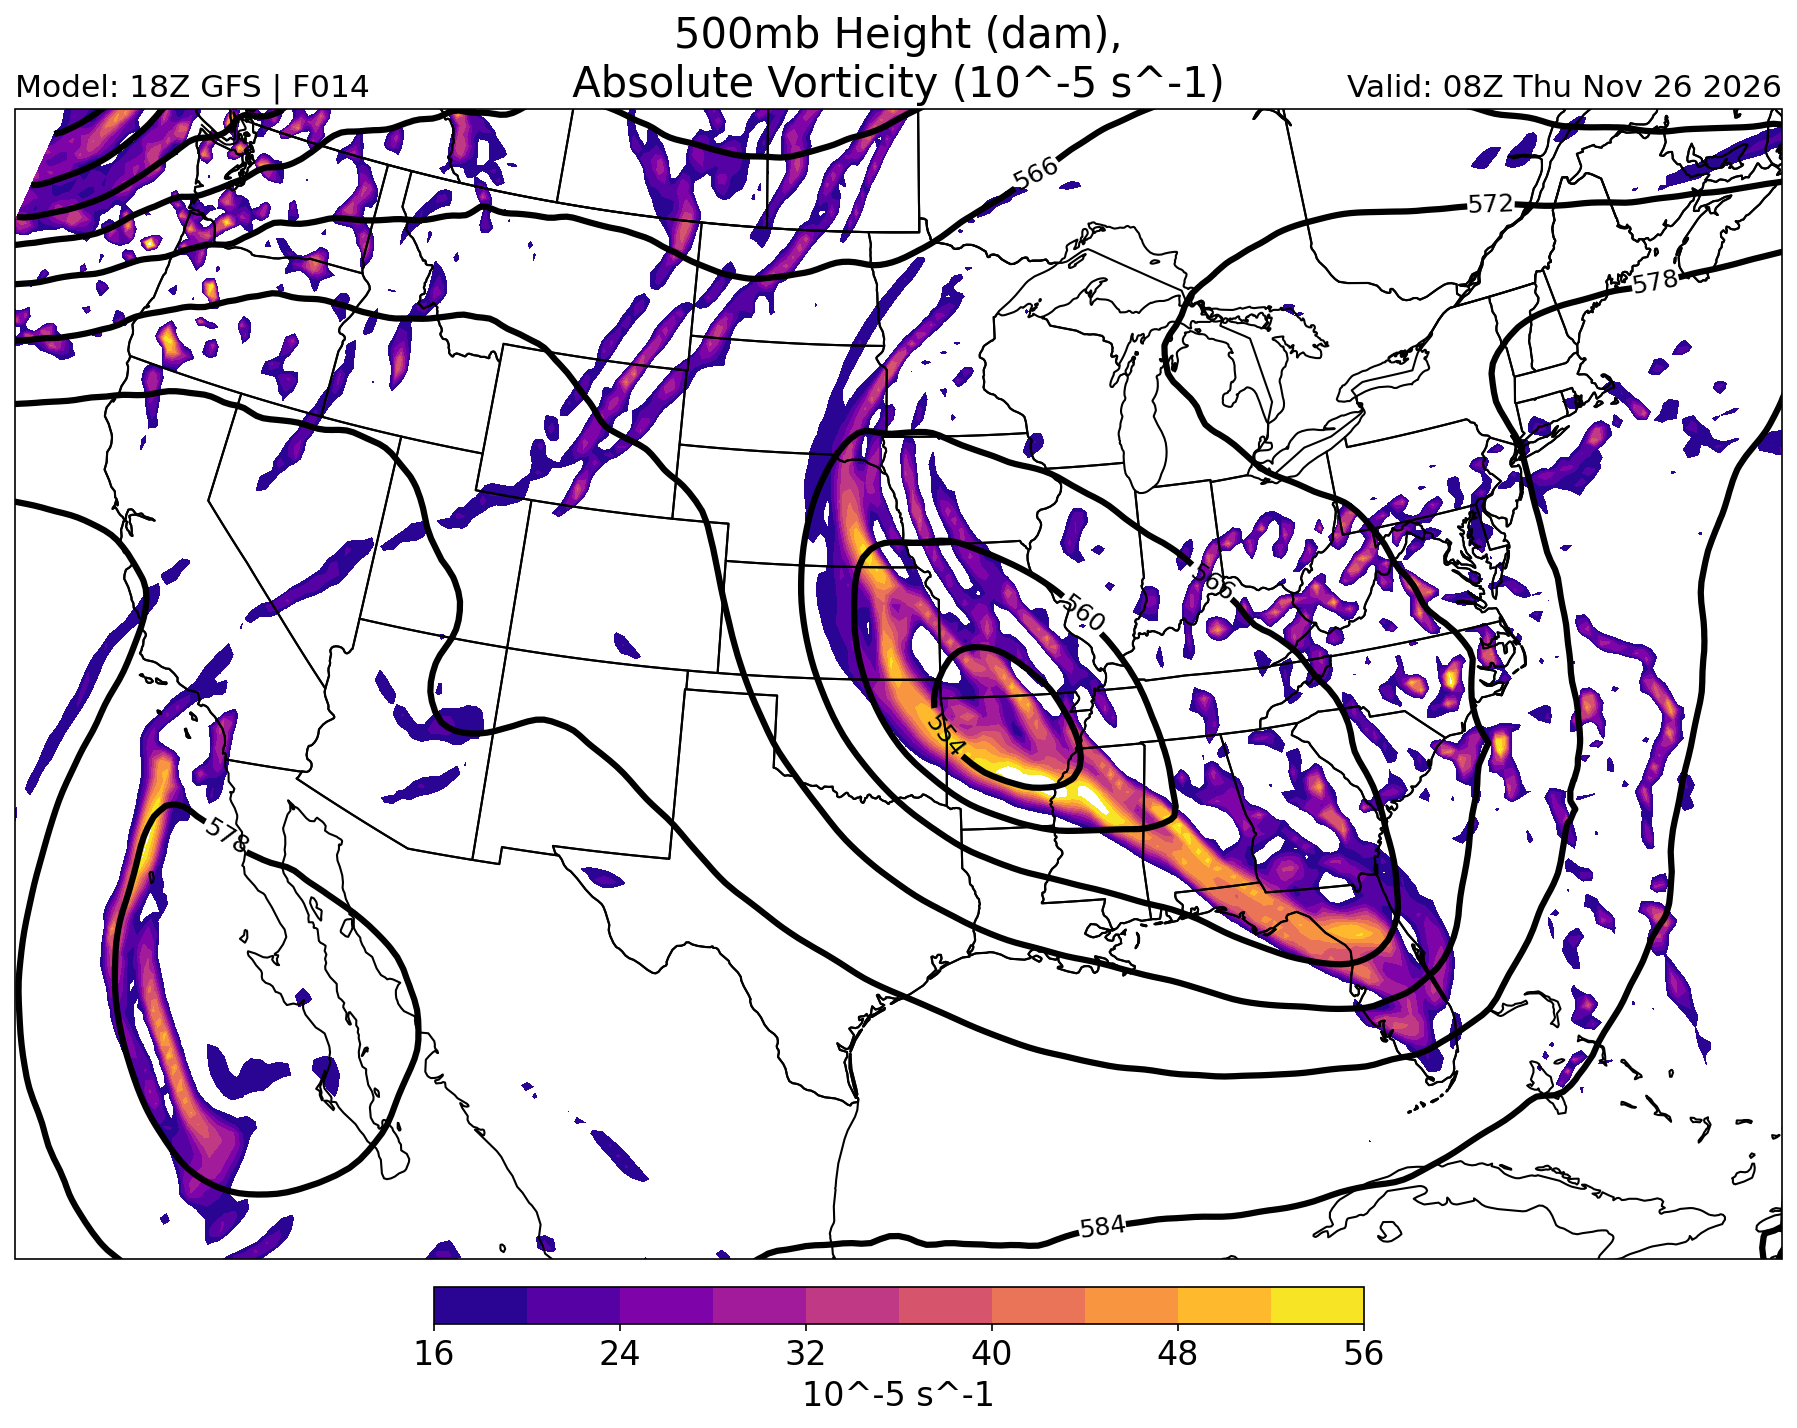 500mb Height (dam),
Absolute Vorticity (10^-5 s^-1)
Model: 18Z GFS | F014
Valid: 08Z Thu Nov 26 2026
566
572
578
566
560
554
578
584
16 24 32 40 48 56
10^-5 s^-1